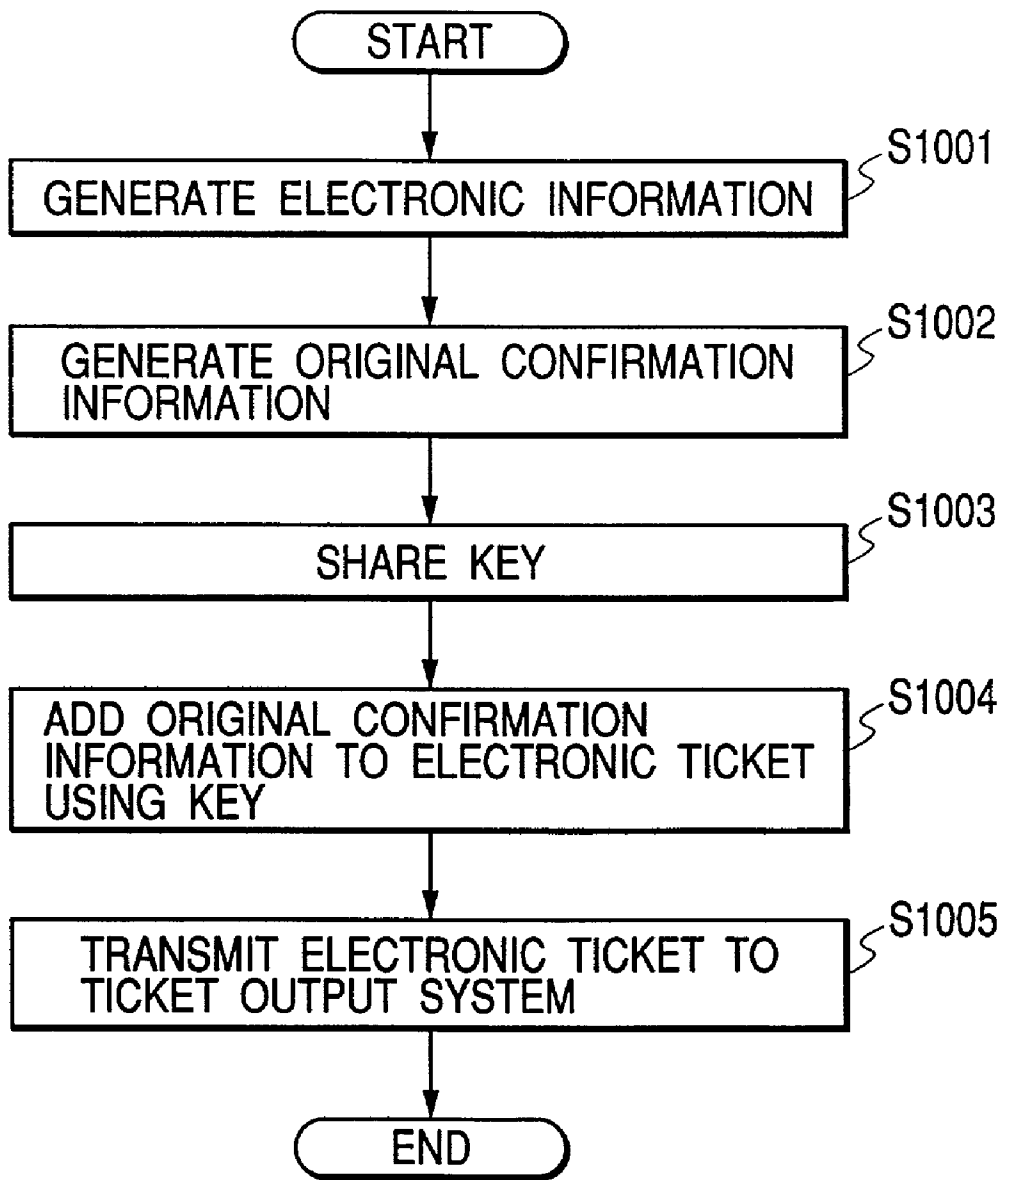 START
S1001
GENERATE ELECTRONIC INFORMATION
S1002
GENERATE ORIGINAL CONFIRMATION
INFORMATION
S1003
SHARE KEY
S1004
ADD ORIGINAL CONFIRMATION
INFORMATION TO ELECTRONIC TICKET
USING KEY
S1005
TRANSMIT ELECTRONIC TICKET TO
TICKET OUTPUT SYSTEM
END